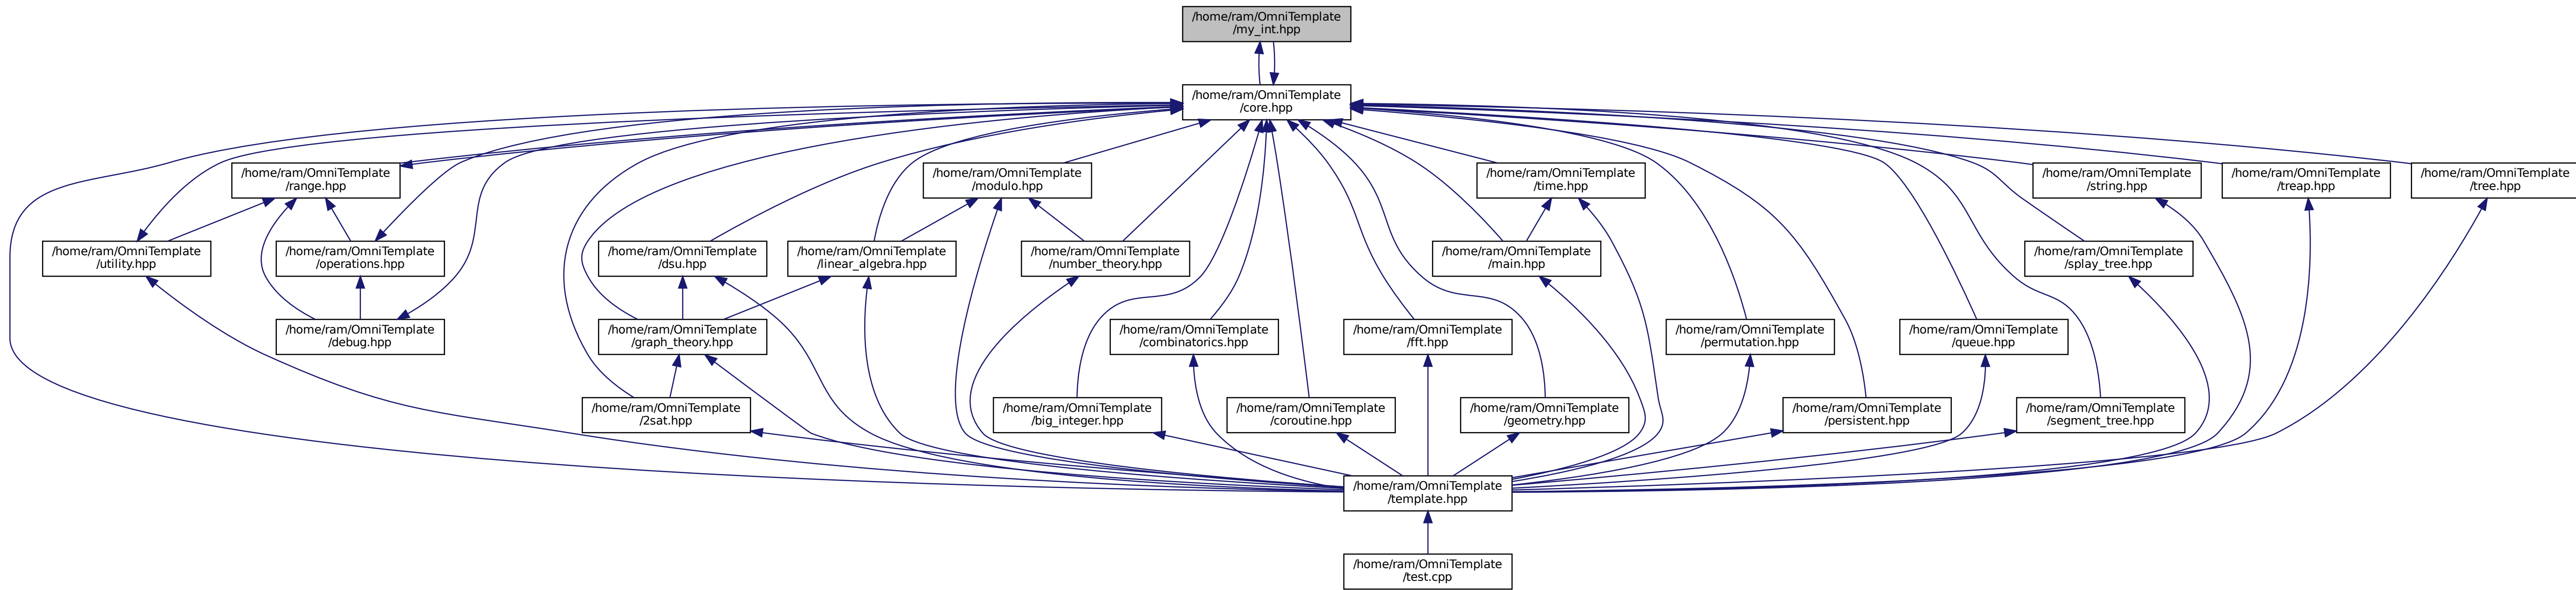 /home/ram/OmniTemplate
/my_int.hpp
/home/ram/OmniTemplate
/core.hpp
/home/ram/OmniTemplate
/range.hpp
/home/ram/OmniTemplate
/modulo.hpp
/home/ram/OmniTemplate
/time.hpp
/home/ram/OmniTemplate
/string.hpp
/home/ram/OmniTemplate
/treap.hpp
/home/ram/OmniTemplate
/tree.hpp
/home/ram/OmniTemplate
/utility.hpp
/home/ram/OmniTemplate
/operations.hpp
/home/ram/OmniTemplate
/dsu.hpp
/home/ram/OmniTemplate
/linear_algebra.hpp
/home/ram/OmniTemplate
/number_theory.hpp
/home/ram/OmniTemplate
/main.hpp
/home/ram/OmniTemplate
/splay_tree.hpp
/home/ram/OmniTemplate
/debug.hpp
/home/ram/OmniTemplate
/graph_theory.hpp
/home/ram/OmniTemplate
/combinatorics.hpp
/home/ram/OmniTemplate
/fft.hpp
/home/ram/OmniTemplate
/permutation.hpp
/home/ram/OmniTemplate
/queue.hpp
/home/ram/OmniTemplate
/2sat.hpp
/home/ram/OmniTemplate
/big_integer.hpp
/home/ram/OmniTemplate
/coroutine.hpp
/home/ram/OmniTemplate
/geometry.hpp
/home/ram/OmniTemplate
/persistent.hpp
/home/ram/OmniTemplate
/segment_tree.hpp
/home/ram/OmniTemplate
/template.hpp
/home/ram/OmniTemplate
/test.cpp